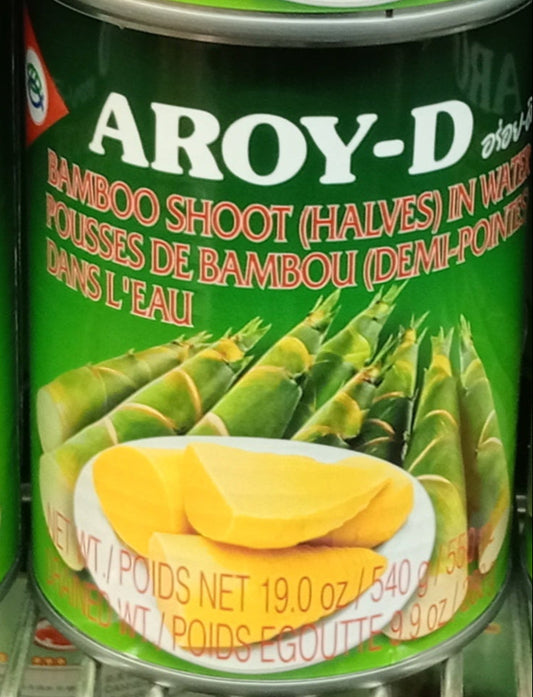 AROY-D อร่อย-ดี
BAMBOO SHOOT (HALVES) IN WATER
POUSSES DE BAMBOU (DEMI-POINTES)
DANS L'EAU
NET WT./POIDS NET 19.0 oz/540 g/550
DRAINED WT./POIDS EGOUTTE 9.9 oz/